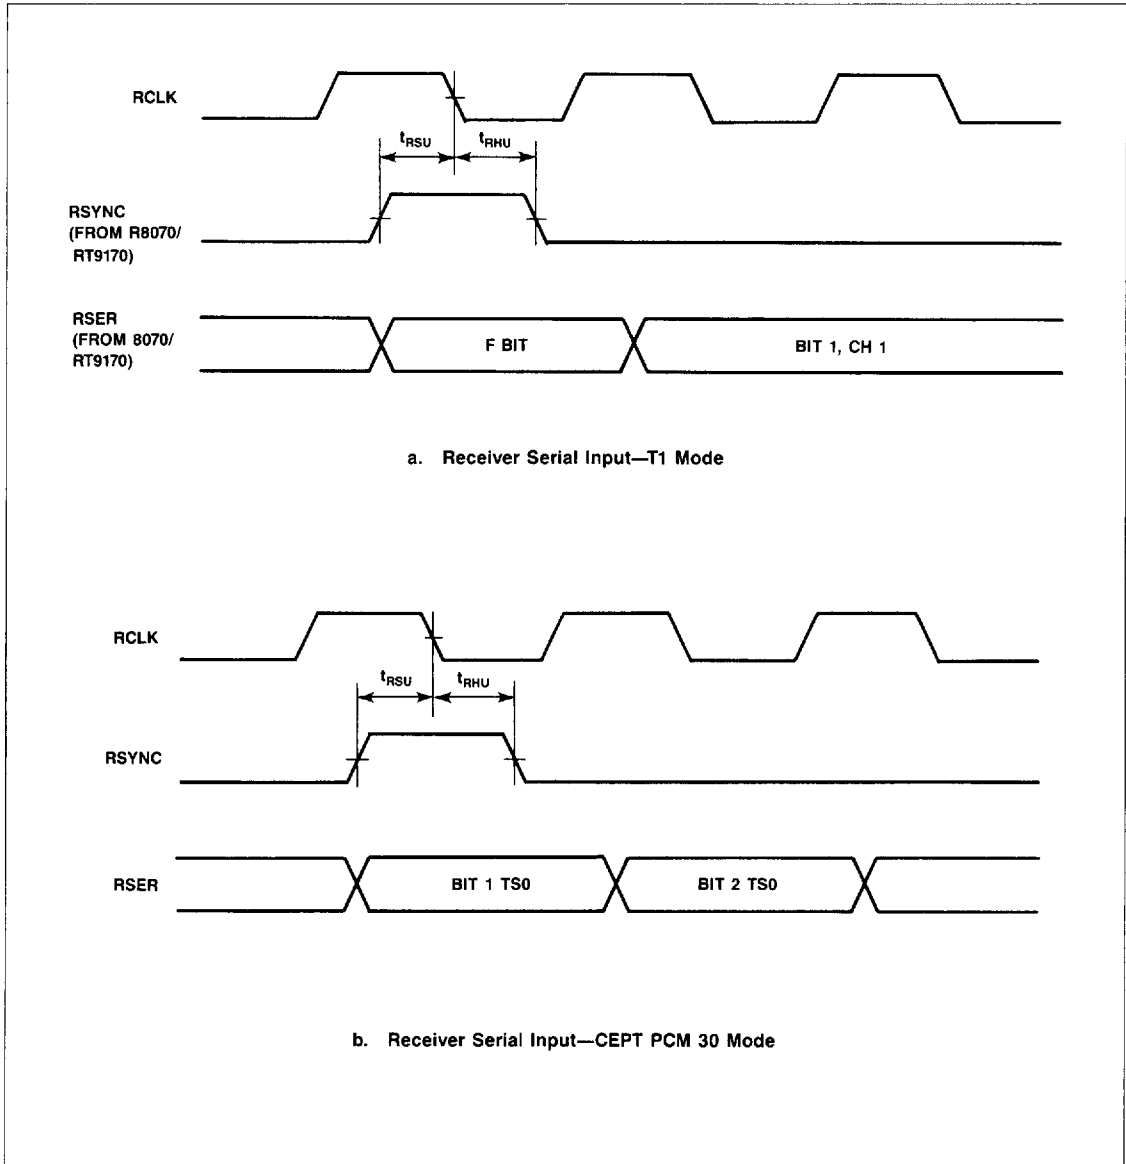 RCLK
tRSU
tRHU
RSYNC
(FROM R8070/
RT9170)
RSER
(FROM 8070/
RT9170)
F BIT
BIT 1, CH 1
a. Receiver Serial Input—T1 Mode
RCLK
tRSU
tRHU
RSYNC
RSER
BIT 1 TS0
BIT 2 TS0
b. Receiver Serial Input—CEPT PCM 30 Mode